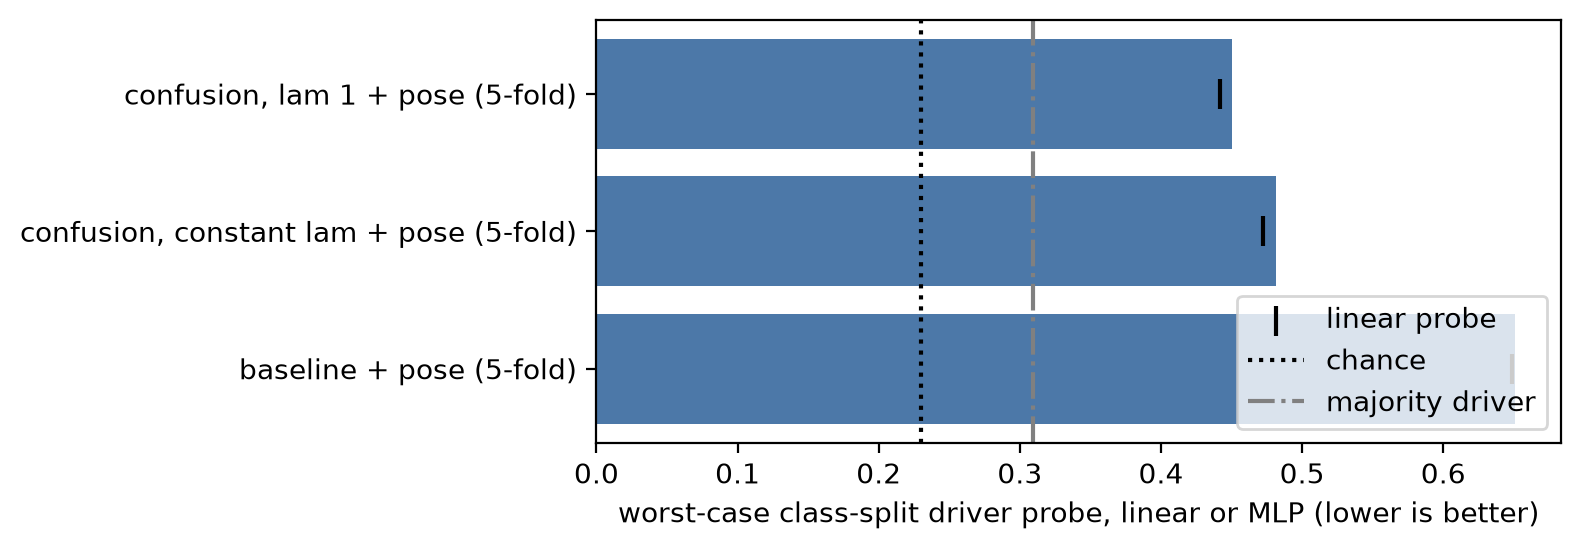 confusion, lam 1 + pose (5-fold)
confusion, constant lam + pose (5-fold)
baseline + pose (5-fold)
linear probe
chance
majority driver
0.0 0.1 0.2 0.3 0.4 0.5 0.6
worst-case class-split driver probe, linear or MLP (lower is better)